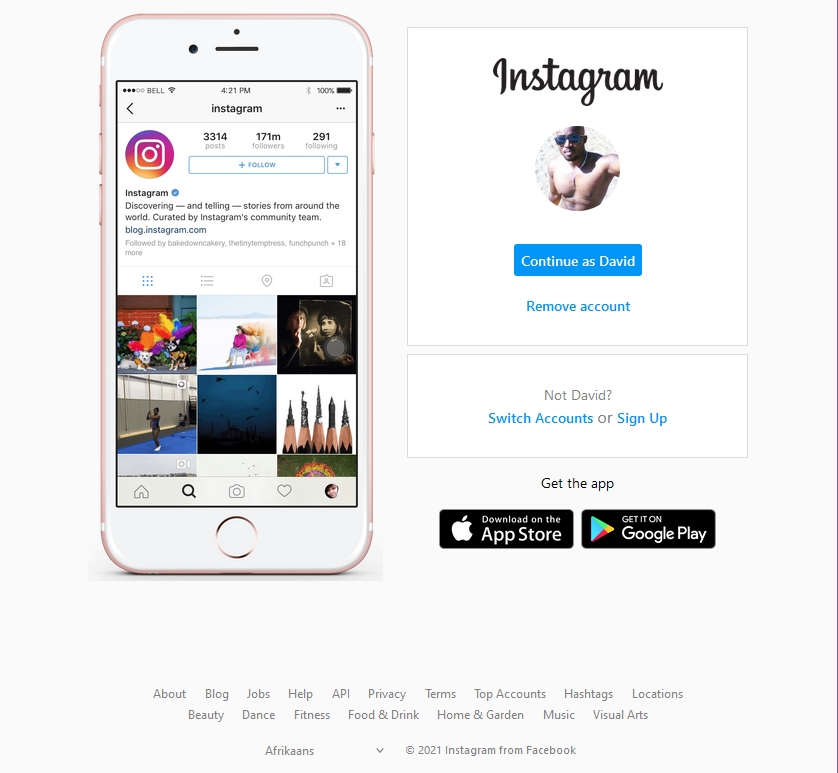 BELL
4:21 PM
100%
instagram
3314
posts
171m
followers
291
following
+ FOLLOW
Instagram
Discovering — and telling — stories from around the
world. Curated by Instagram's community team.
blog.instagram.com
Followed by bakedowncakery, thetinytemptress, funchpunch + 18
more
Instagram
Continue as David
Remove account
Not David?
Switch Accounts or Sign Up
Get the app
Download on the
App Store
GET IT ON
Google Play
About Blog Jobs Help API Privacy Terms Top Accounts Hashtags Locations
Beauty Dance Fitness Food & Drink Home & Garden Music Visual Arts
Afrikaans
© 2021 Instagram from Facebook